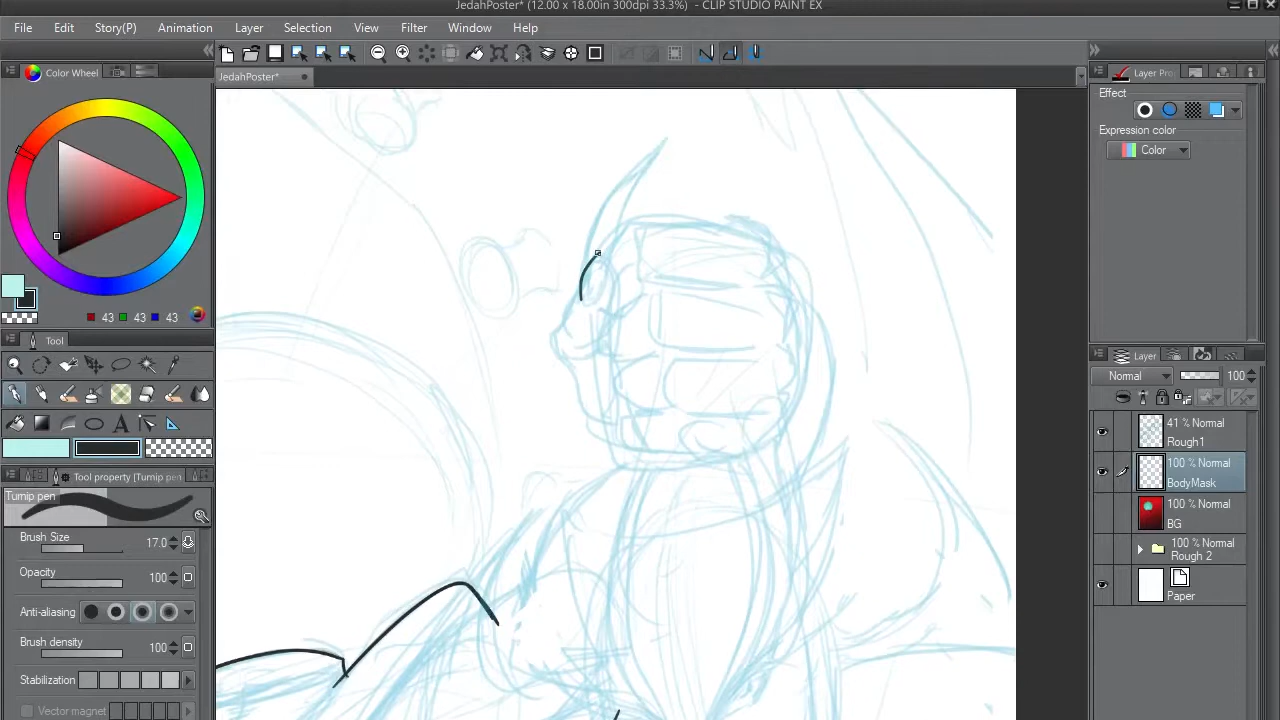 JedahPoster* (12.00 x 18.00in 300dpi 33.3%) - CLIP STUDIO PAINT EX
File Edit Story(P) Animation Layer Selection View Filter Window Help
Color Wheel
JedahPoster*
Layer Pro
Effect
Expression color
Color
43 43 43
Tool
Layer
Normal 100
41 % Normal
Rough1
100 % Normal
BodyMask
100 % Normal
BG
100 % Normal
Rough 2
Paper
Tool property [Turnip pen
Turnip pen
Brush Size 17.0
Opacity 100
Anti-aliasing
Brush density 100
Stabilization
Vector magnet